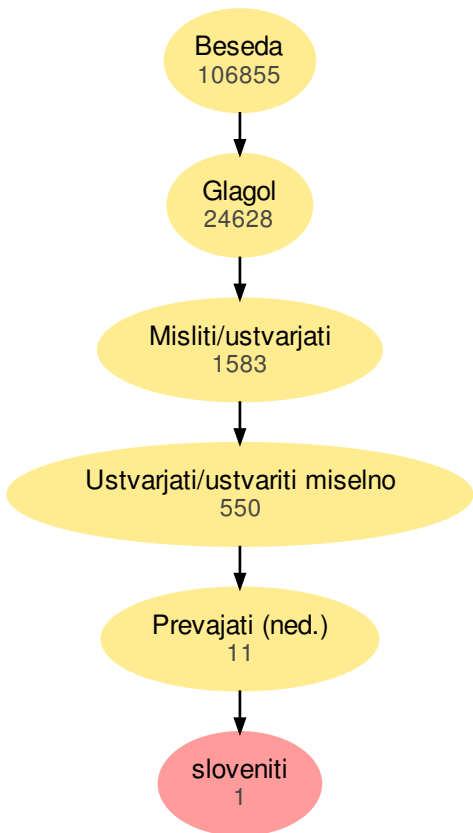 Beseda
106855
Glagol
24628
Misliti/ustvarjati
1583
Ustvarjati/ustvariti miselno
550
Prevajati (ned.)
11
sloveniti
1